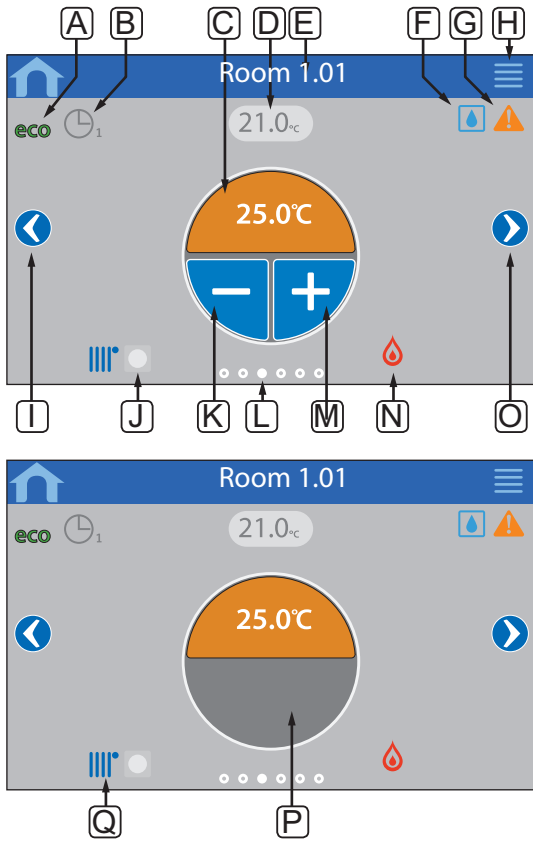 A B C D E F G H
Room 1.01
eco 1 21.0°C
25.0°C
− +
I J K L M N O
Room 1.01
eco 1 21.0°C
25.0°C
Q P